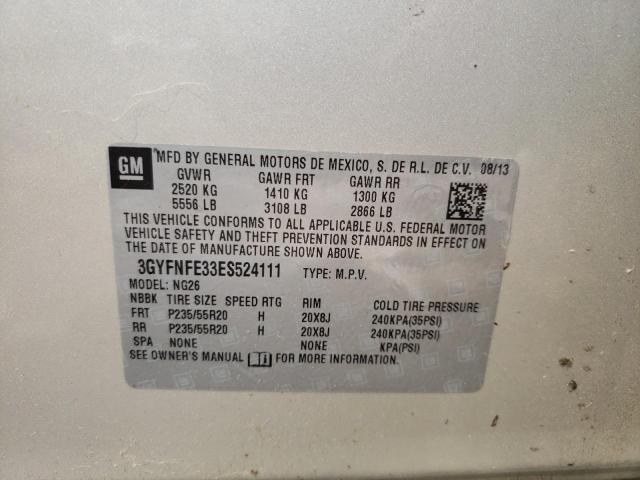 GM MFD BY GENERAL MOTORS DE MEXICO, S. DE R.L. DE C.V. 08/13
GVWR GAWR FRT GAWR RR
2520 KG 1410 KG 1300 KG
5556 LB 3108 LB 2866 LB
THIS VEHICLE CONFORMS TO ALL APPLICABLE U.S. FEDERAL MOTOR
VEHICLE SAFETY AND THEFT PREVENTION STANDARDS IN EFFECT ON
THE DATE OF MANUFACTURE SHOWN ABOVE.
3GYFNFE33ES524111 TYPE: M.P.V.
MODEL: NG26
NBBK TIRE SIZE SPEED RTG RIM COLD TIRE PRESSURE
FRT P235/55R20 H 20X8J 240KPA(35PSI)
RR P235/55R20 H 20X8J 240KPA(35PSI)
SPA NONE NONE KPA(PSI)
SEE OWNER'S MANUAL FOR MORE INFORMATION.